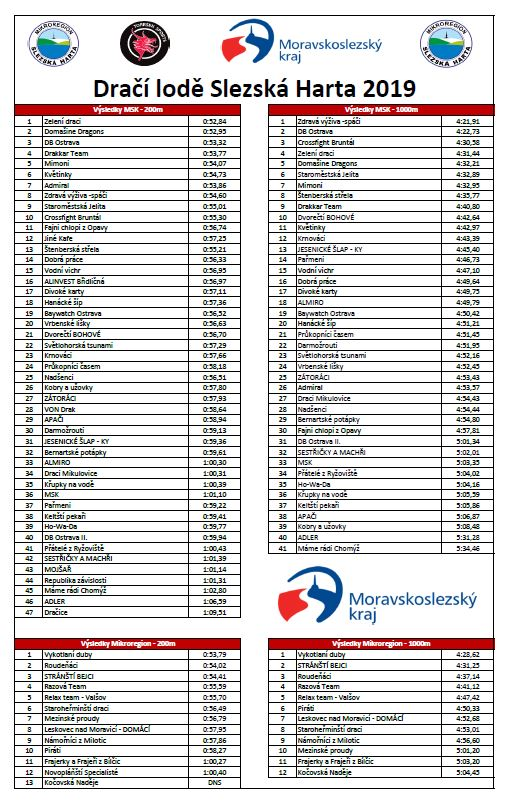 MIKROREGION
SLEZSKÁ HARTA
Moravskoslezský
kraj
MIKROREGION
SLEZSKÁ HARTA
Dračí lodě Slezská Harta 2019
Výsledky MSK - 200m
1 Zelení draci 0:52,84
2 Domašine Dragons 0:52,95
3 DB Ostrava 0:53,32
4 Drakkar Team 0:53,77
5 Mimoni 0:54,07
6 Květinky 0:54,73
7 Admiral 0:53,86
8 Zdravá výživa -spáči 0:54,60
9 Staroměstská Jelita 0:55,01
10 Crossfight Bruntál 0:55,30
11 Fajní chlopi z Opavy 0:56,74
12 Jiné Kafe 0:57,25
13 Štenberská střela 0:55,21
14 Dobrá práce 0:56,33
15 Vodní vichr 0:56,95
16 ALINVEST Břidličná 0:56,97
17 Divoké karty 0:57,11
18 Hanácké šíp 0:57,36
19 Baywatch Ostrava 0:56,52
20 Vrbenské lišky 0:56,63
21 Dvorečtí BOHOVÉ 0:56,70
22 Světlohorská tsunami 0:57,29
23 Krnováci 0:57,66
24 Průkopníci časem 0:58,18
25 Nadšenci 0:56,51
26 Kobry a užovky 0:57,80
27 ZÁTORÁCI 0:57,93
28 VON Drak 0:58,64
29 APAČI 0:58,94
30 Darmožrouti 0:59,13
31 JESENICKÉ ŠLAP - KY 0:59,36
32 Bernartské potápky 0:59,61
33 ALMIRO 1:00,30
34 Draci Mikulovice 1:00,31
35 Křupky na vodě 1:00,39
36 MSK 1:01,10
37 Pařmeni 0:59,22
38 Keltští pekaři 0:59,41
39 Ho-Wa-Da 0:59,77
40 DB Ostrava II. 0:59,94
41 Přátelé z Ryžoviště 1:00,43
42 SESTŘIČKY A MACHŘI 1:01,39
43 MOJŠAŘ 1:01,14
44 Republika závislosti 1:01,31
45 Máme rádi Chomýž 1:02,80
46 ADLER 1:06,59
47 Dračice 1:09,51
Výsledky MSK - 1000m
1 Zdravá výživa -spáči 4:21,91
2 DB Ostrava 4:22,73
3 Crossfight Bruntál 4:30,58
4 Zelení draci 4:31,44
5 Domašine Dragons 4:32,21
6 Staroměstská Jelita 4:32,89
7 Mimoni 4:32,95
8 Štenberská střela 4:35,77
9 Drakkar Team 4:40,80
10 Dvorečtí BOHOVÉ 4:42,64
11 Květinky 4:42,97
12 Krnováci 4:43,39
13 JESENICKÉ ŠLAP - KY 4:45,40
14 Pařmeni 4:46,73
15 Vodní vichr 4:47,10
16 Dobrá práce 4:49,64
17 Divoké karty 4:49,75
18 ALMIRO 4:49,79
19 Baywatch Ostrava 4:50,42
20 Hanácké šíp 4:51,21
21 Průkopníci časem 4:51,45
22 Darmožrouti 4:51,95
23 Světlohorská tsunami 4:52,16
24 Vrbenské lišky 4:52,45
25 ZÁTORÁCI 4:53,43
26 Admiral 4:53,57
27 Draci Mikulovice 4:54,43
28 Nadšenci 4:54,44
29 Bernartské potápky 4:54,80
30 Fajní chlopi z Opavy 4:57,81
31 DB Ostrava II. 5:01,34
32 SESTŘIČKY A MACHŘI 5:02,01
33 MSK 5:03,35
34 Přátelé z Ryžoviště 5:04,02
35 Ho-Wa-Da 5:04,16
36 Křupky na vodě 5:05,59
37 Keltští pekaři 5:05,86
38 APAČI 5:06,87
39 Kobry a užovky 5:08,48
40 ADLER 5:31,28
41 Máme rádi Chomýž 5:34,46
Moravskoslezský
kraj
Výsledky Mikroregion - 200m
1 Vykotlaní duby 0:53,79
2 Roudeňáci 0:54,02
3 STRÁNŠTÍ BEJCI 0:54,41
4 Razová Team 0:55,59
5 Relax team - Valšov 0:55,70
6 Staroheřminští draci 0:56,49
7 Mezinské proudy 0:56,79
8 Leskovec nad Moravicí - DOMÁCÍ 0:57,95
9 Námořníci z Milotic 0:57,86
10 Piráti 0:58,27
11 Frajerky a Frajeři z Bílčic 1:00,27
12 Novoplášťtí Specialisté 1:00,40
13 Kočovská Naděje DNS
Výsledky Mikroregion - 1000m
1 Vykotlaní duby 4:28,62
2 STRÁNŠTÍ BEJCI 4:31,25
3 Roudeňáci 4:37,14
4 Razová Team 4:41,12
5 Relax team - Valšov 4:47,42
6 Piráti 4:50,33
7 Leskovec nad Moravicí - DOMÁCÍ 4:52,68
8 Staroheřminští draci 4:53,01
9 Námořníci z Milotic 4:56,60
10 Mezinské proudy 5:01,20
11 Frajerky a Frajeři z Bílčic 5:03,20
12 Kočovská Naděje 5:04,45